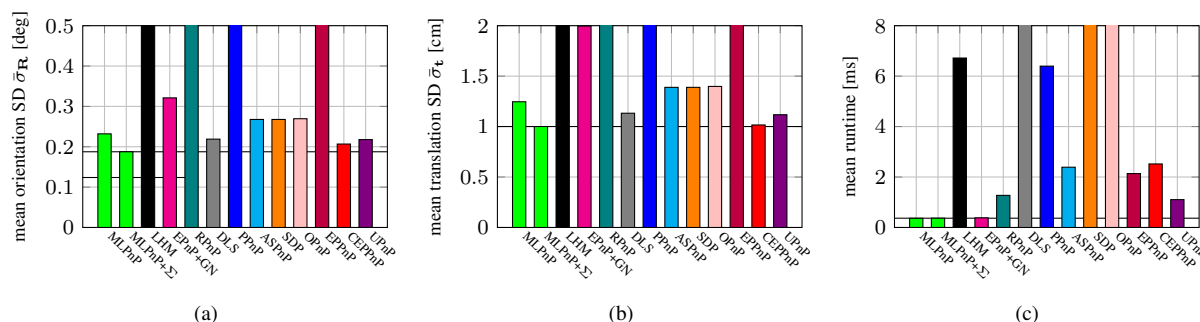 mean orientation SD σ̄_R [deg]
0.5
0.4
0.3
0.2
0.1
0
MLPnP
MLPnP+Σ
LHM
EPnP+GN
RPnP
DLS
PPnP
ASPnP
SDP
OPnP
EPPnP
CEPPnP
UPnP
(a)
mean translation SD σ̄_t [cm]
2
1.5
1
0.5
0
MLPnP
MLPnP+Σ
LHM
EPnP+GN
RPnP
DLS
PPnP
ASPnP
SDP
OPnP
EPPnP
CEPPnP
UPnP
(b)
mean runtime [ms]
8
6
4
2
0
MLPnP
MLPnP+Σ
LHM
EPnP+GN
RPnP
DLS
PPnP
ASPnP
SDP
OPnP
EPPnP
CEPPnP
UPnP
(c)